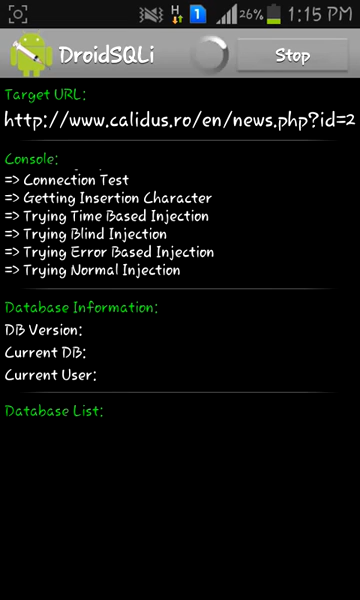 H 1 26% 1:15 PM
DroidSQLi Stop
Target URL:
http://www.calidus.ro/en/news.php?id=2
Console:
=> Connection Test
=> Getting Insertion Character
=> Trying Time Based Injection
=> Trying Blind Injection
=> Trying Error Based Injection
=> Trying Normal Injection
Database Information:
DB Version:
Current DB:
Current User:
Database List: